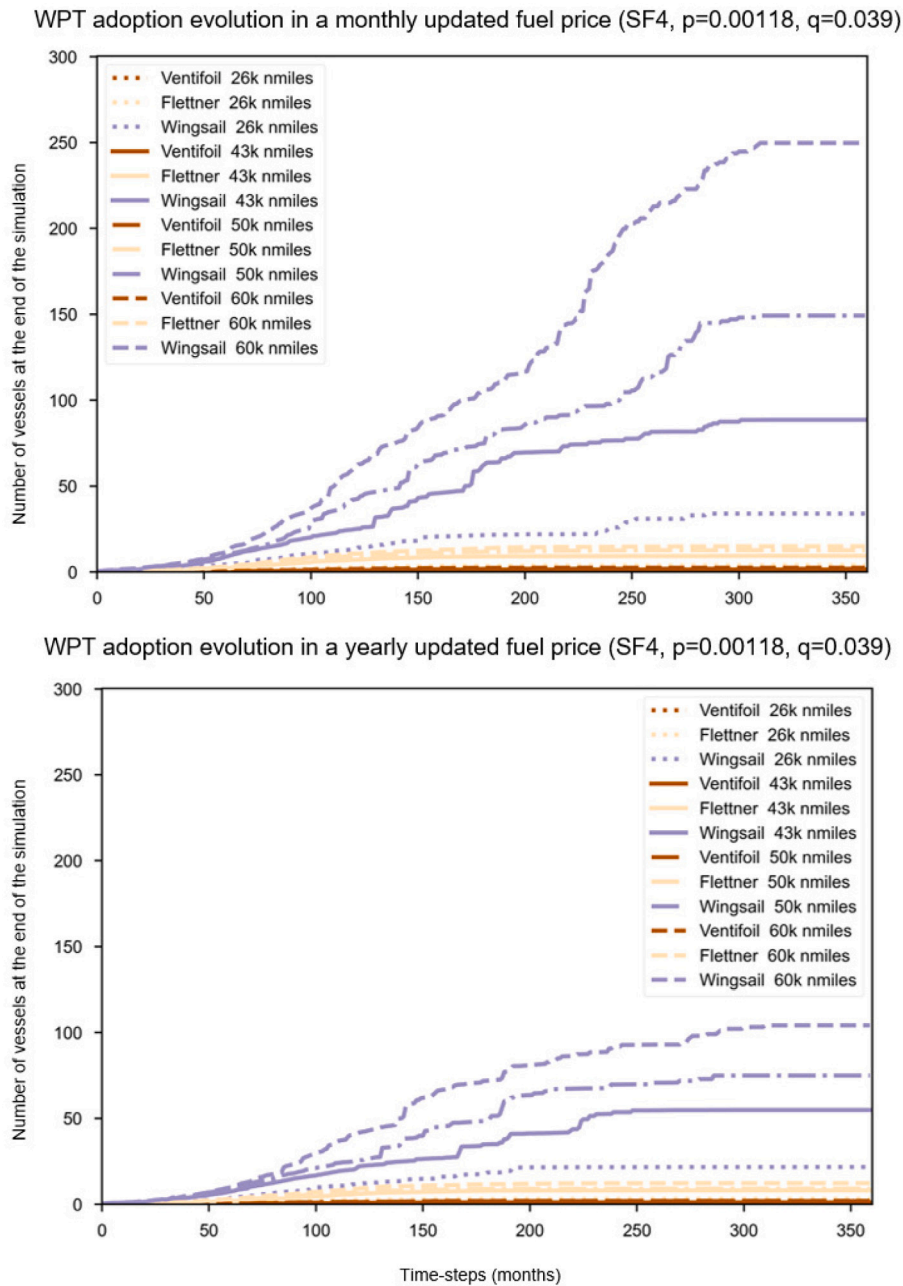 WPT adoption evolution in a monthly updated fuel price (SF4, p=0.00118, q=0.039)
300
250
200
150
100
50
0
Number of vessels at the end of the simulation
Ventifoil 26k nmiles
Flettner 26k nmiles
Wingsail 26k nmiles
Ventifoil 43k nmiles
Flettner 43k nmiles
Wingsail 43k nmiles
Ventifoil 50k nmiles
Flettner 50k nmiles
Wingsail 50k nmiles
Ventifoil 60k nmiles
Flettner 60k nmiles
Wingsail 60k nmiles
0 50 100 150 200 250 300 350
WPT adoption evolution in a yearly updated fuel price (SF4, p=0.00118, q=0.039)
300
250
200
150
100
50
0
Number of vessels at the end of the simulation
Ventifoil 26k nmiles
Flettner 26k nmiles
Wingsail 26k nmiles
Ventifoil 43k nmiles
Flettner 43k nmiles
Wingsail 43k nmiles
Ventifoil 50k nmiles
Flettner 50k nmiles
Wingsail 50k nmiles
Ventifoil 60k nmiles
Flettner 60k nmiles
Wingsail 60k nmiles
0 50 100 150 200 250 300 350
Time-steps (months)